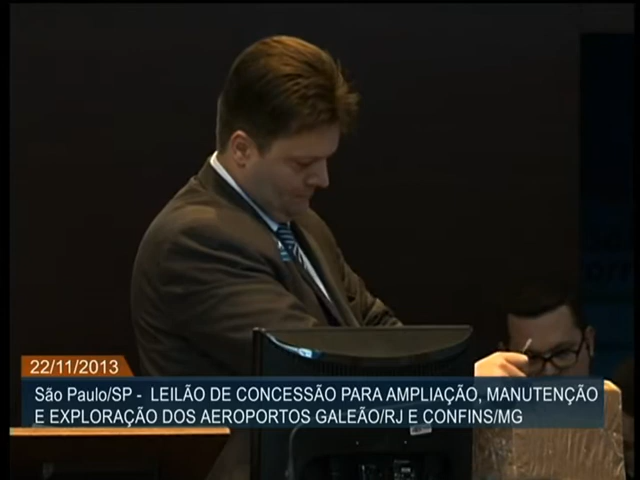 22/11/2013
São Paulo/SP - LEILÃO DE CONCESSÃO PARA AMPLIAÇÃO, MANUTENÇÃO
E EXPLORAÇÃO DOS AEROPORTOS GALEÃO/RJ E CONFINS/MG